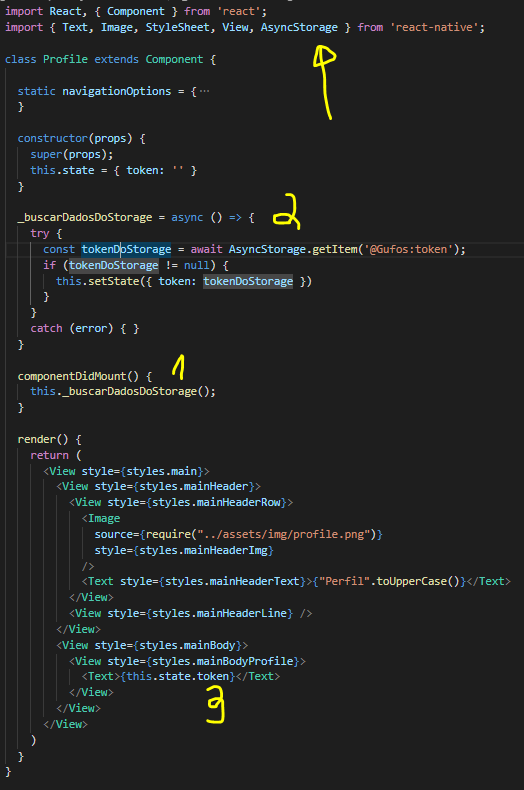 import React, { Component } from 'react';
import { Text, Image, StyleSheet, View, AsyncStorage } from 'react-native';
class Profile extends Component {
static navigationOptions = {···
}
constructor(props) {
super(props);
this.state = { token: '' }
}
_buscarDadosDoStorage = async () => { 2
try {
const tokenDoStorage = await AsyncStorage.getItem('@Gufos:token');
if (tokenDoStorage != null) {
this.setState({ token: tokenDoStorage })
}
}
catch (error) { }
}
componentDidMount() { 1
this._buscarDadosDoStorage();
}
render() {
return (
<View style={styles.main}>
<View style={styles.mainHeader}>
<View style={styles.mainHeaderRow}>
<Image
source={require("../assets/img/profile.png")}
style={styles.mainHeaderImg}
/>
<Text style={styles.mainHeaderText}>{"Perfil".toUpperCase()}</Text>
</View>
<View style={styles.mainHeaderLine} />
</View>
<View style={styles.mainBody}>
<View style={styles.mainBodyProfile}>
<Text>{this.state.token}</Text>
</View> 3
</View>
</View>
)
}
}